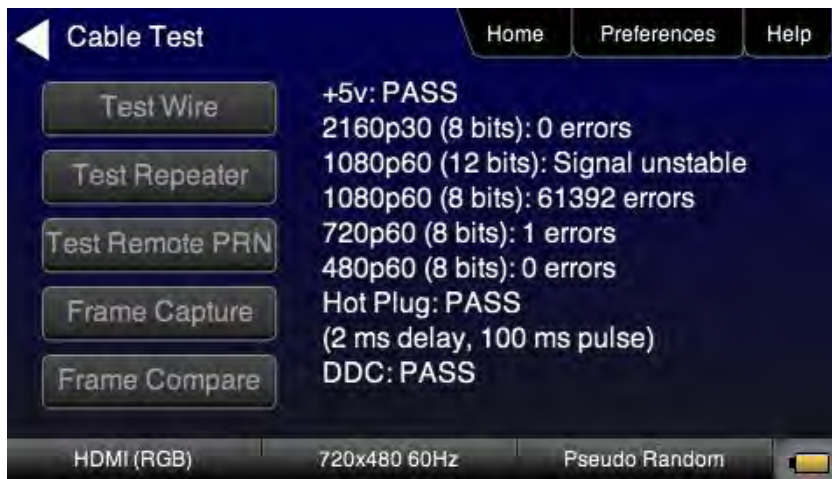 Cable Test
Home
Preferences
Help
Test Wire
Test Repeater
Test Remote PRN
Frame Capture
Frame Compare
+5v: PASS
2160p30 (8 bits): 0 errors
1080p60 (12 bits): Signal unstable
1080p60 (8 bits): 61392 errors
720p60 (8 bits): 1 errors
480p60 (8 bits): 0 errors
Hot Plug: PASS
(2 ms delay, 100 ms pulse)
DDC: PASS
HDMI (RGB)
720x480 60Hz
Pseudo Random